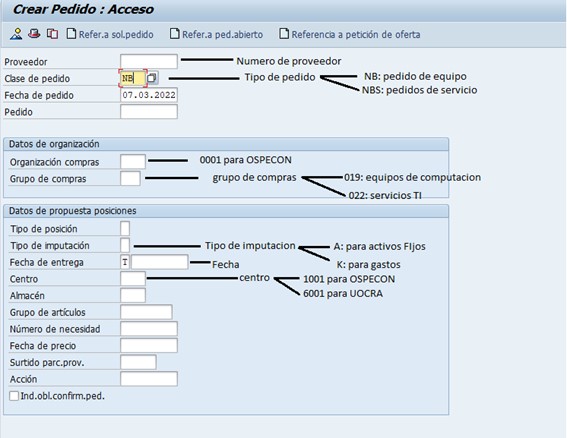 Crear Pedido : Acceso
Refer.a sol.pedido Refer.a ped.abierto Referencia a petición de oferta
Proveedor Numero de proveedor
Clase de pedido NB Tipo de pedido NB: pedido de equipo
Fecha de pedido 07.03.2022 NBS: pedidos de servicio
Pedido
Datos de organización
Organización compras 0001 para OSPECON
Grupo de compras grupo de compras 019: equipos de computacion
022: servicios TI
Datos de propuesta posiciones
Tipo de posición
Tipo de imputación Tipo de imputacion A: para activos FIjos
Fecha de entrega T Fecha K: para gastos
Centro centro 1001 para OSPECON
Almacén 6001 para UOCRA
Grupo de artículos
Número de necesidad
Fecha de precio
Surtido parc.prov.
Acción
Ind.obl.confirm.ped.